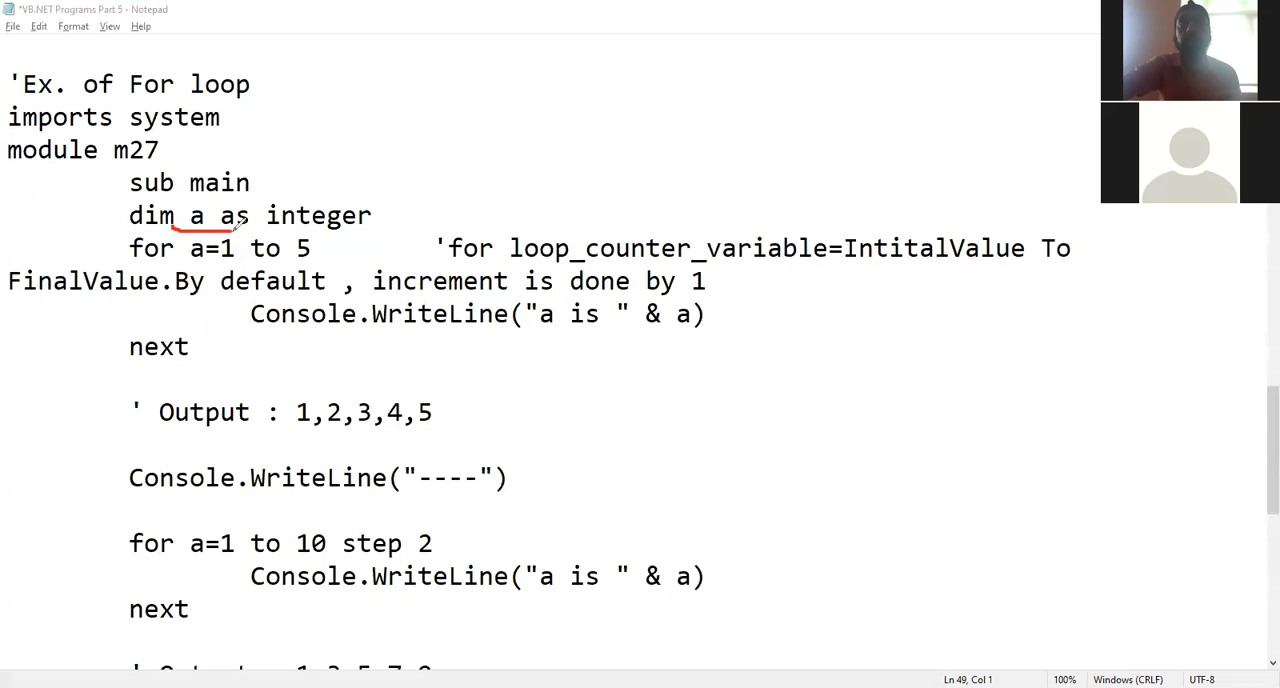 *VB.NET Programs Part 5 - Notepad
File Edit Format View Help
'Ex. of For loop
imports system
module m27
sub main
dim a as integer
for a=1 to 5 'for loop_counter_variable=IntitalValue To
FinalValue.By default , increment is done by 1
Console.WriteLine("a is " & a)
next
' Output : 1,2,3,4,5
Console.WriteLine("----")
for a=1 to 10 step 2
Console.WriteLine("a is " & a)
next
Ln 49, Col 1 100% Windows (CRLF) UTF-8